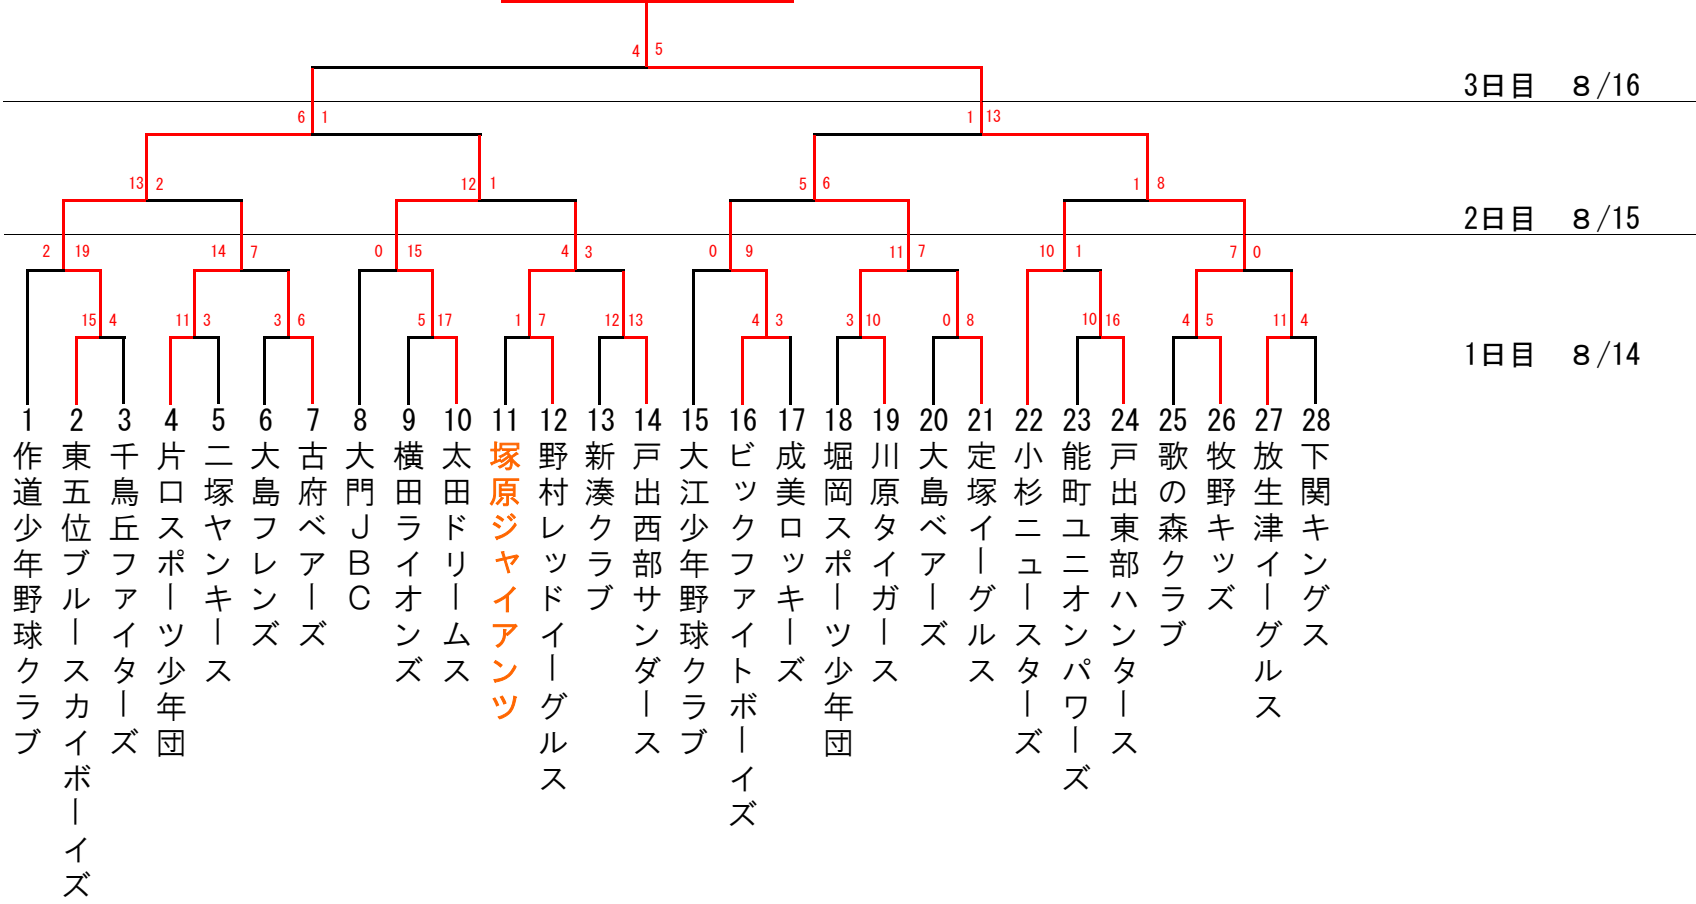 4 5
3日目 8/16
6 1
1 13
13 2
12 1
5 6
1 8
2日目 8/15
2 19
14 7
0 15
4 3
0 9
11 7
10 1
7 0
15 4
11 3
3 6
5 17
1 7
12 13
4 3
3 10
0 8
10 16
4 5
11 4
1日目 8/14
1 作道少年野球クラブ
2 東五位ブルースカイボーイズ
3 千鳥丘ファイターズ
4 片口スポーツ少年団
5 二塚ヤンキース
6 大島フレンズ
7 古府ベアーズ
8 大門JBC
9 横田ライオンズ
10 太田ドリームス
11 塚原ジャイアンツ
12 野村レッドイーグルス
13 新湊クラブ
14 戸出西部サンダース
15 大江少年野球クラブ
16 ビックファイトボーイズ
17 成美ロッキーズ
18 堀岡スポーツ少年団
19 川原タイガース
20 大島ベアーズ
21 定塚イーグルス
22 小杉ニュースターズ
23 能町ユニオンパワーズ
24 戸出東部ハンタース
25 歌の森クラブ
26 牧野キッズ
27 放生津イーグルス
28 下関キングス